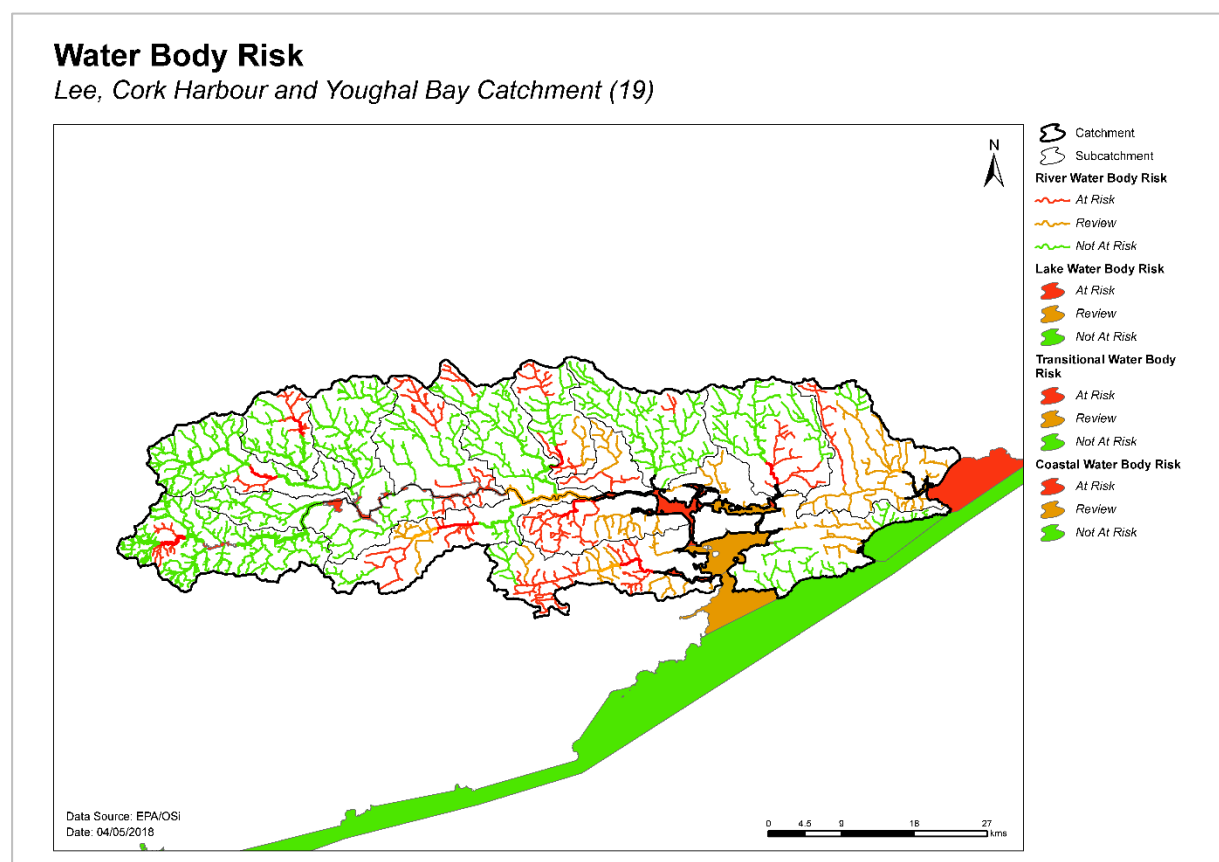 Water Body Risk
Lee, Cork Harbour and Youghal Bay Catchment (19)
N
Catchment
Subcatchment
River Water Body Risk
At Risk
Review
Not At Risk
Lake Water Body Risk
At Risk
Review
Not At Risk
Transitional Water Body
Risk
At Risk
Review
Not At Risk
Coastal Water Body Risk
At Risk
Review
Not At Risk
Data Source: EPA/OSi
Date: 04/05/2018
0 4.5 9 18 27
kms